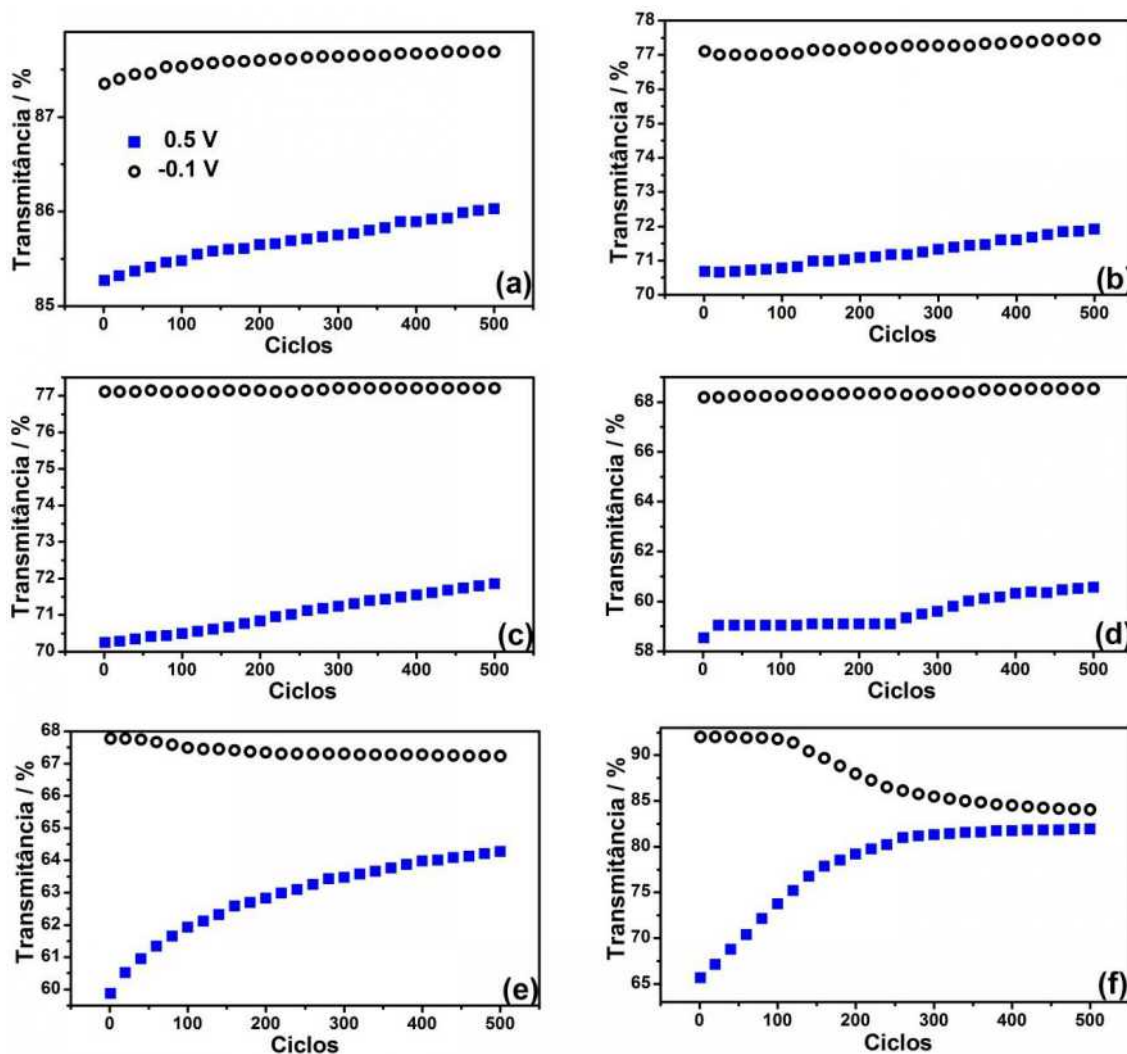 Transmitância / %
87
86
85
0.5 V
-0.1 V
(a)
0 100 200 300 400 500
Ciclos
Transmitância / %
78
77
76
75
74
73
72
71
70
(b)
0 100 200 300 400 500
Ciclos
Transmitância / %
77
76
75
74
73
72
71
70
(c)
0 100 200 300 400 500
Ciclos
Transmitância / %
68
66
64
62
60
58
(d)
0 100 200 300 400 500
Ciclos
Transmitância / %
68
67
66
65
64
63
62
61
60
(e)
0 100 200 300 400 500
Ciclos
Transmitância / %
90
85
80
75
70
65
(f)
0 100 200 300 400 500
Ciclos